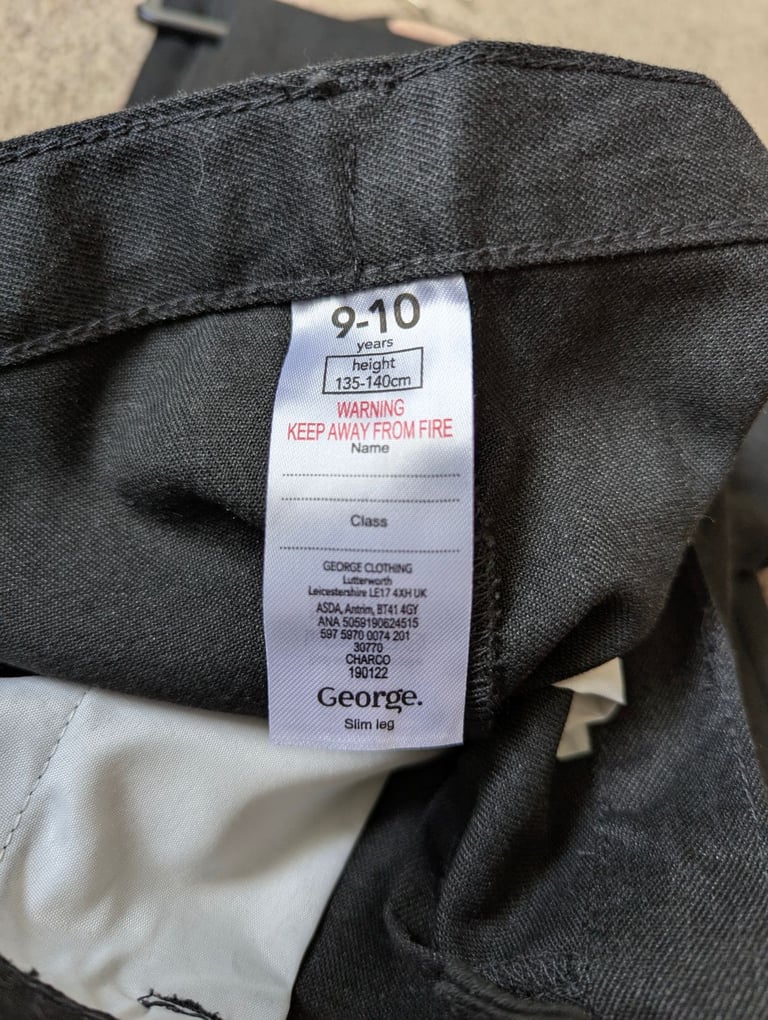 9-10
years
height
135-140cm
WARNING
KEEP AWAY FROM FIRE
Name
Class
GEORGE CLOTHING
Lutterworth
Leicestershire LE17 4XH UK
ASDA, Antrim, BT41 4GY
ANA 5059190624515
597 5970 0074 201
30770
CHARCO
190122
George.
Slim leg